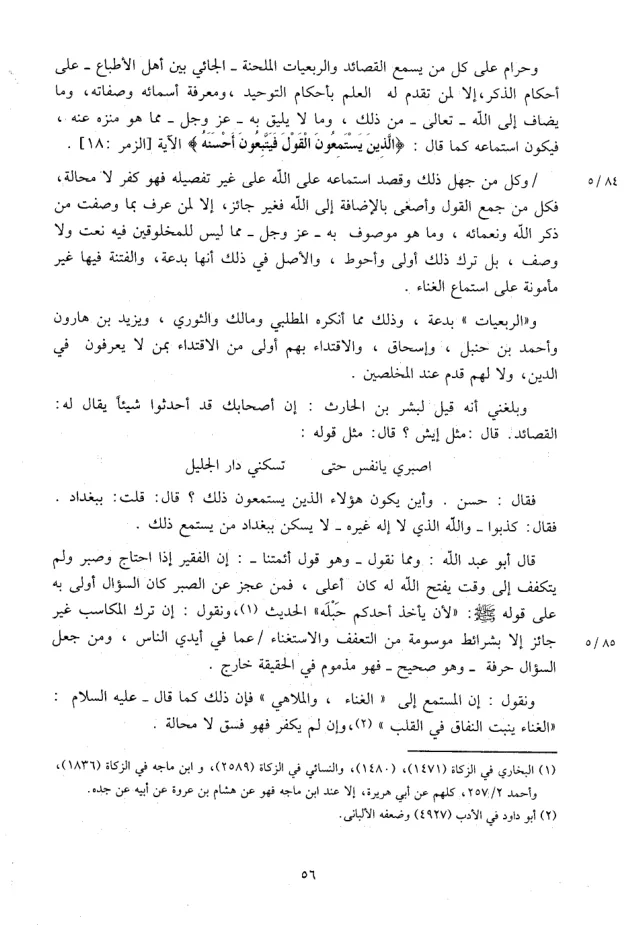 وحرام على كل من يسمع القصائد والربعيات الملحنة ـ الجائي بين أهل الأطباع ـ على
أحكام الذكر، إلا لمن تقدم له العلم بأحكام التوحيد ، ومعرفة أسمائه وصفاته، وما
يضاف إلى الله ـ تعالى ـ من ذلك ، وما لا يليق به ـ عز وجل ـ مما هو منزه عنه ،
فيكون استماعه كما قال : ﴿الَّذِينَ يَسْتَمِعُونَ الْقَوْلَ فَيَتَّبِعُونَ أَحْسَنَهُ﴾ الآية [الزمر :١٨] .
٥/٨٤ /وكل من جهل ذلك وقصد استماعه على الله على غير تفصيله فهو كفر لا محالة،
فكل من جمع القول وأصغى بالإضافة إلى الله فغير جائز، إلا لمن عرف بما وصفت من
ذكر الله ونعمائه ، وما هو موصوف به ـ عز وجل ـ مما ليس للمخلوقين فيه نعت ولا
وصف ، بل ترك ذلك أولى وأحوط ، والأصل في ذلك أنها بدعة، والفتنة فيها غير
مأمونة على استماع الغناء .
و«الربعيات » بدعة ، وذلك مما أنكره المطلبي ومالك والثوري ، ويزيد بن هارون
وأحمد بن حنبل ، وإسحاق ، والاقتداء بهم أولى من الاقتداء بمن لا يعرفون في
الدين، ولا لهم قدم عند المخلصين .
وبلغني أنه قيل لبشر بن الحارث : إن أصحابك قد أحدثوا شيئاً يقال له:
القصائد. قال :مثل إيش ؟ قال: مثل قوله :
اصبري يانفس حتى تسكني دار الجليل
فقال : حسن . وأين يكون هؤلاء الذين يستمعون ذلك ؟ قال: قلت: ببغداد .
فقال: كذبوا ـ والله الذي لا إله غيره ـ لا يسكن ببغداد من يستمع ذلك .
قال أبو عبد الله : ومما نقول ـ وهو قول أئمتنا ـ : إن الفقير إذا احتاج وصبر ولم
يتكفف إلى وقت يفتح الله له كان أعلى ، فمن عجز عن الصبر كان السؤال أولى به
على قوله ﷺ: «لأن يأخذ أحدكم حَبْلَه» الحديث (١)،ونقول : إن ترك المكاسب غير
٥/٨٥ جائز إلا بشرائط موسومة من التعفف والاستغناء /عما في أيدي الناس ، ومن جعل
السؤال حرفة ـ وهو صحيح ـ فهو مذموم في الحقيقة خارج .
ونقول : إن المستمع إلى « الغناء ، والملاهي » فإن ذلك كما قال ـ عليه السلام :
«الغناء ينبت النفاق في القلب » (٢)،وإن لم يكفر فهو فسق لا محالة .
(١) البخاري في الزكاة (١٤٧١)، (١٤٨٠)، والنسائي في الزكاة (٢٥٨٩)، و ابن ماجه في الزكاة (١٨٣٦)،
وأحمد ٢٥٧/٢، كلهم عن أبي هريرة، إلا عند ابن ماجه فهو عن هشام بن عروة عن أبيه عن جده.
(٢) أبو داود في الأدب (٤٩٢٧) وضعفه الألبانى.
٥٦